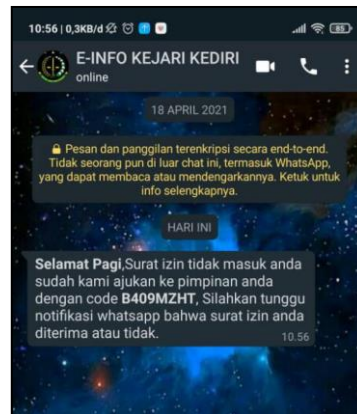 10:56 | 0,3KB/d
85
E-INFO KEJARI KEDIRI
online
18 APRIL 2021
Pesan dan panggilan terenkripsi secara end-to-end.
Tidak seorang pun di luar chat ini, termasuk WhatsApp,
yang dapat membaca atau mendengarkannya. Ketuk untuk
info selengkapnya.
HARI INI
Selamat Pagi,Surat izin tidak masuk anda
sudah kami ajukan ke pimpinan anda
dengan code B409MZHT, Silahkan tunggu
notifikasi whatsapp bahwa surat izin anda
diterima atau tidak.
10.56